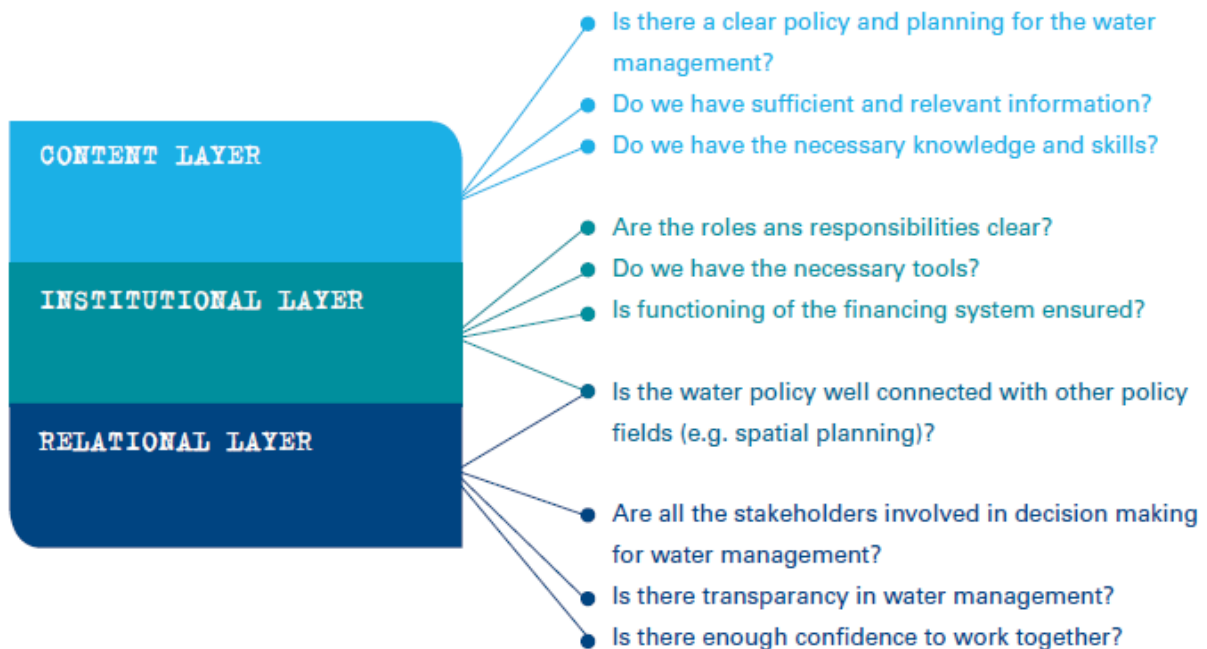 Is there a clear policy and planning for the water
management?
Do we have sufficient and relevant information?
Do we have the necessary knowledge and skills?
CONTENT LAYER
Are the roles ans responsibilities clear?
Do we have the necessary tools?
Is functioning of the financing system ensured?
INSTITUTIONAL LAYER
Is the water policy well connected with other policy
fields (e.g. spatial planning)?
RELATIONAL LAYER
Are all the stakeholders involved in decision making
for water management?
Is there transparancy in water management?
Is there enough confidence to work together?